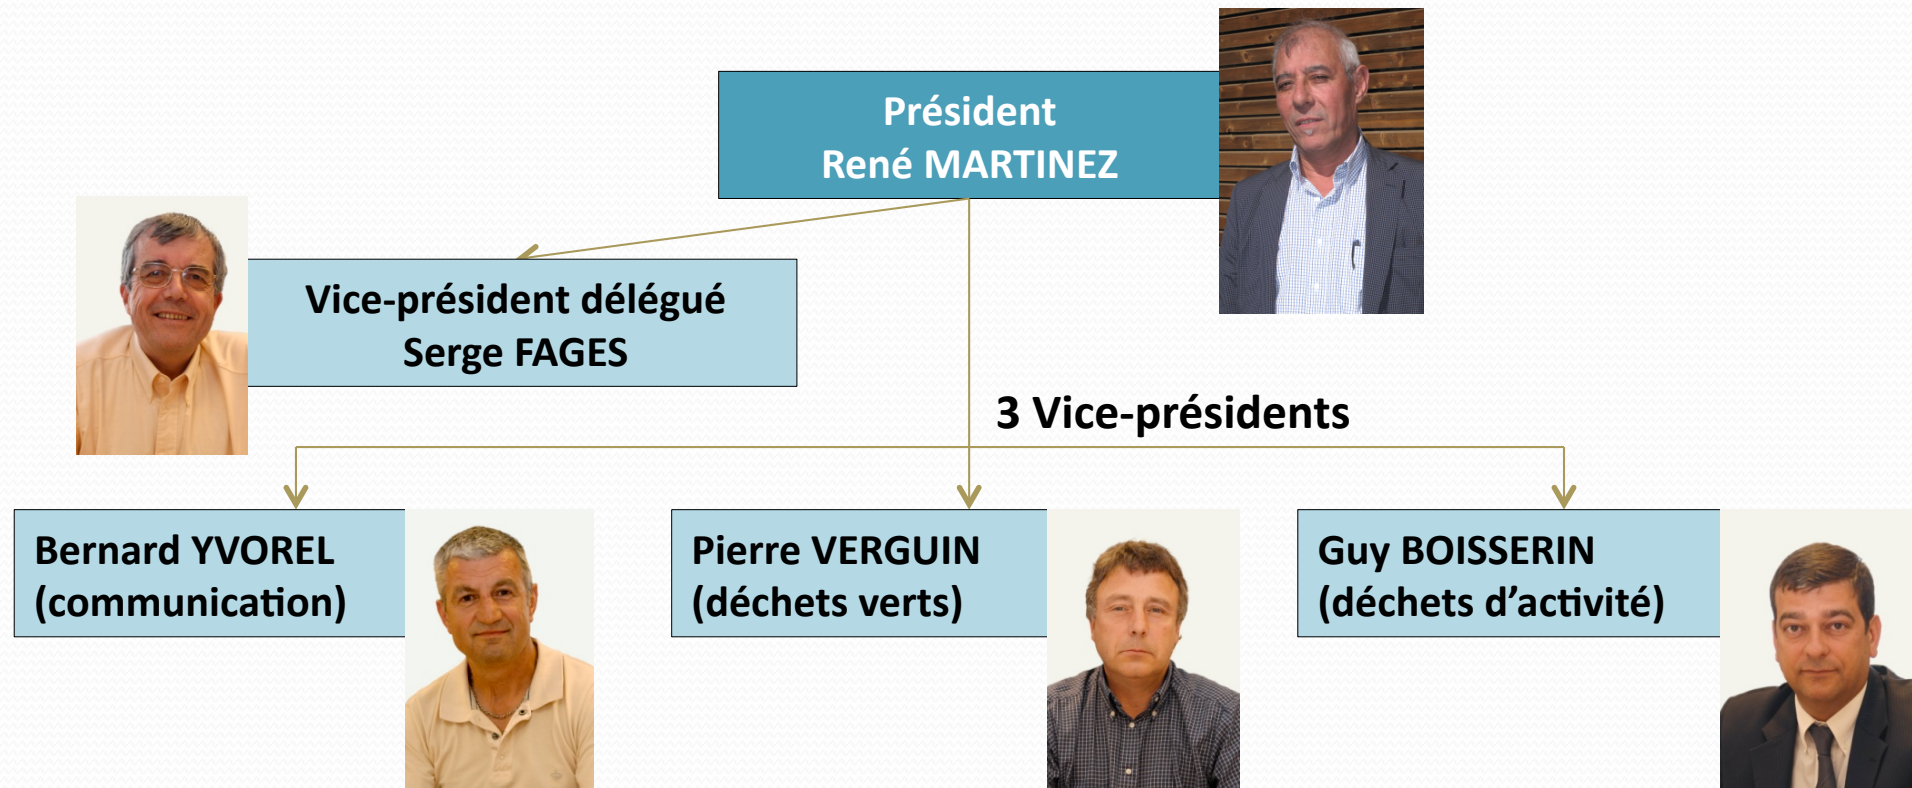 Président
René MARTINEZ
Vice-président délégué
Serge FAGES
3 Vice-présidents
Bernard YVOREL
(communication)
Pierre VERGUIN
(déchets verts)
Guy BOISSERIN
(déchets d’activité)